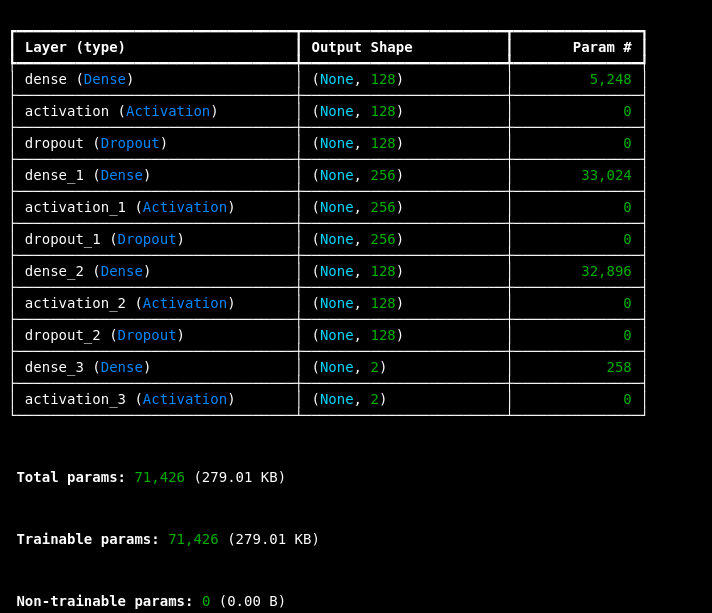 Layer (type) Output Shape Param #
dense (Dense) (None, 128) 5,248
activation (Activation) (None, 128) 0
dropout (Dropout) (None, 128) 0
dense_1 (Dense) (None, 256) 33,024
activation_1 (Activation) (None, 256) 0
dropout_1 (Dropout) (None, 256) 0
dense_2 (Dense) (None, 128) 32,896
activation_2 (Activation) (None, 128) 0
dropout_2 (Dropout) (None, 128) 0
dense_3 (Dense) (None, 2) 258
activation_3 (Activation) (None, 2) 0
Total params: 71,426 (279.01 KB)
Trainable params: 71,426 (279.01 KB)
Non-trainable params: 0 (0.00 B)